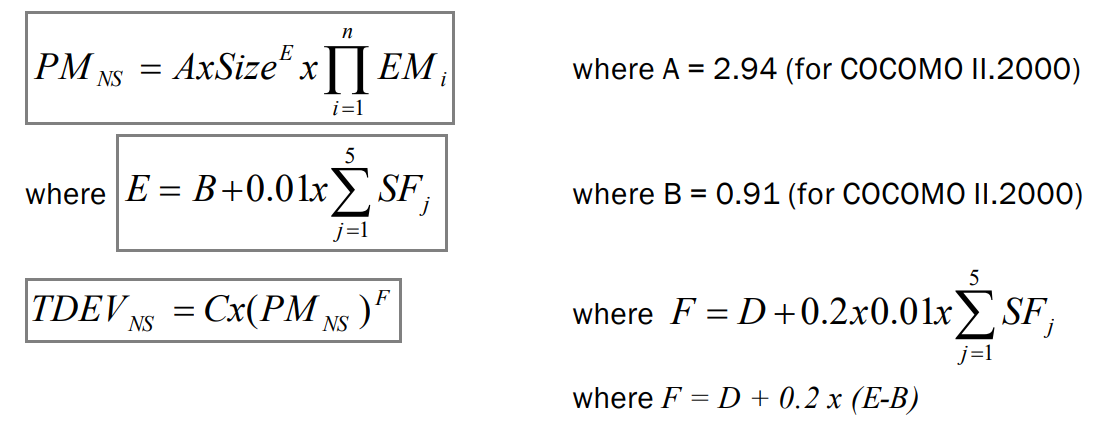 PM_NS = AxSize^E x ∏_{i=1}^{n} EM_i where A = 2.94 (for COCOMO II.2000)
where E = B+0.01x∑_{j=1}^{5} SF_j where B = 0.91 (for COCOMO II.2000)
TDEV_NS = Cx(PM_NS)^F where F = D+0.2x0.01x∑_{j=1}^{5} SF_j
where F = D + 0.2 x (E-B)